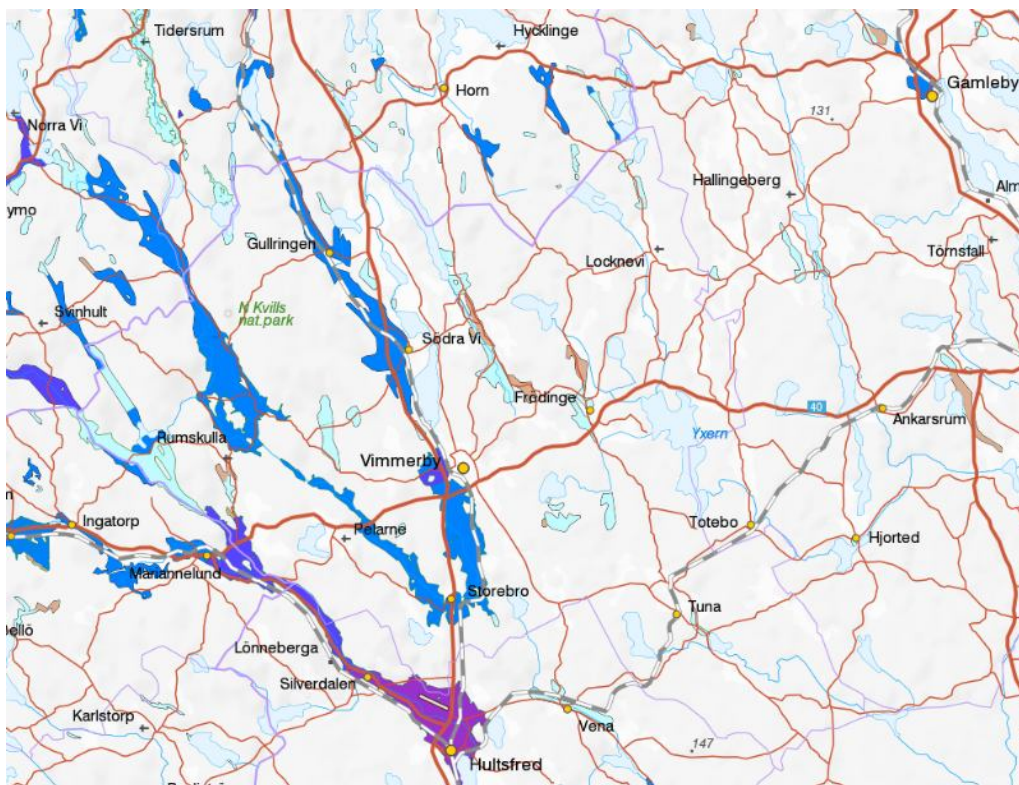 Tidersrum
Hycklinge
Horn
Gamleby
131
Norra Vi
Hallingeberg
Alm
ymo
Gullringen
Locknevi
Törnsfall
N Kvills
nat.park
Svinhult
Södra Vi
Frödinge
40
Ankarsrum
Yxern
Rumskulla
Vimmerby
Ingatorp
Pelarne
Totebo
Hjorted
Mariannelund
Storebro
Tuna
Bellö
Lönneberga
Silverdalen
Karlstorp
Vena
147
Hultsfred